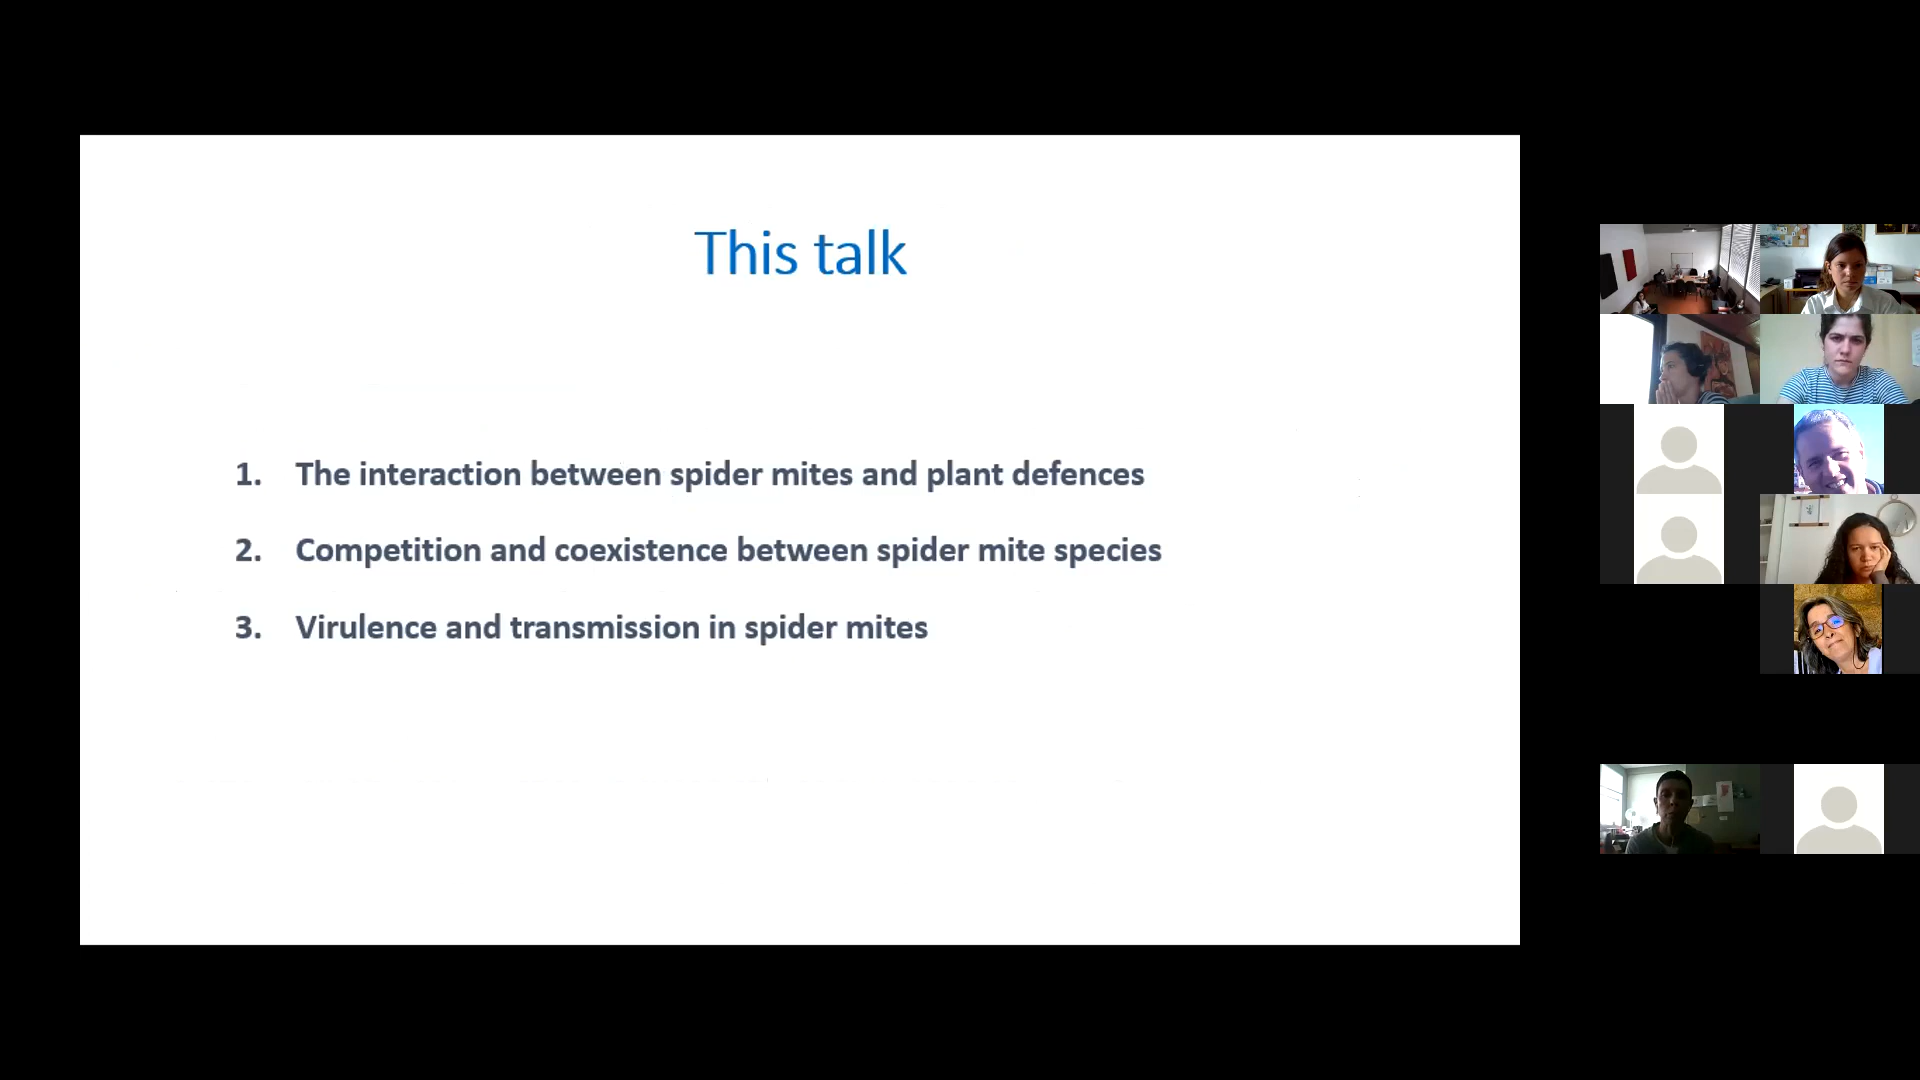 This talk
1. The interaction between spider mites and plant defences
2. Competition and coexistence between spider mite species
3. Virulence and transmission in spider mites